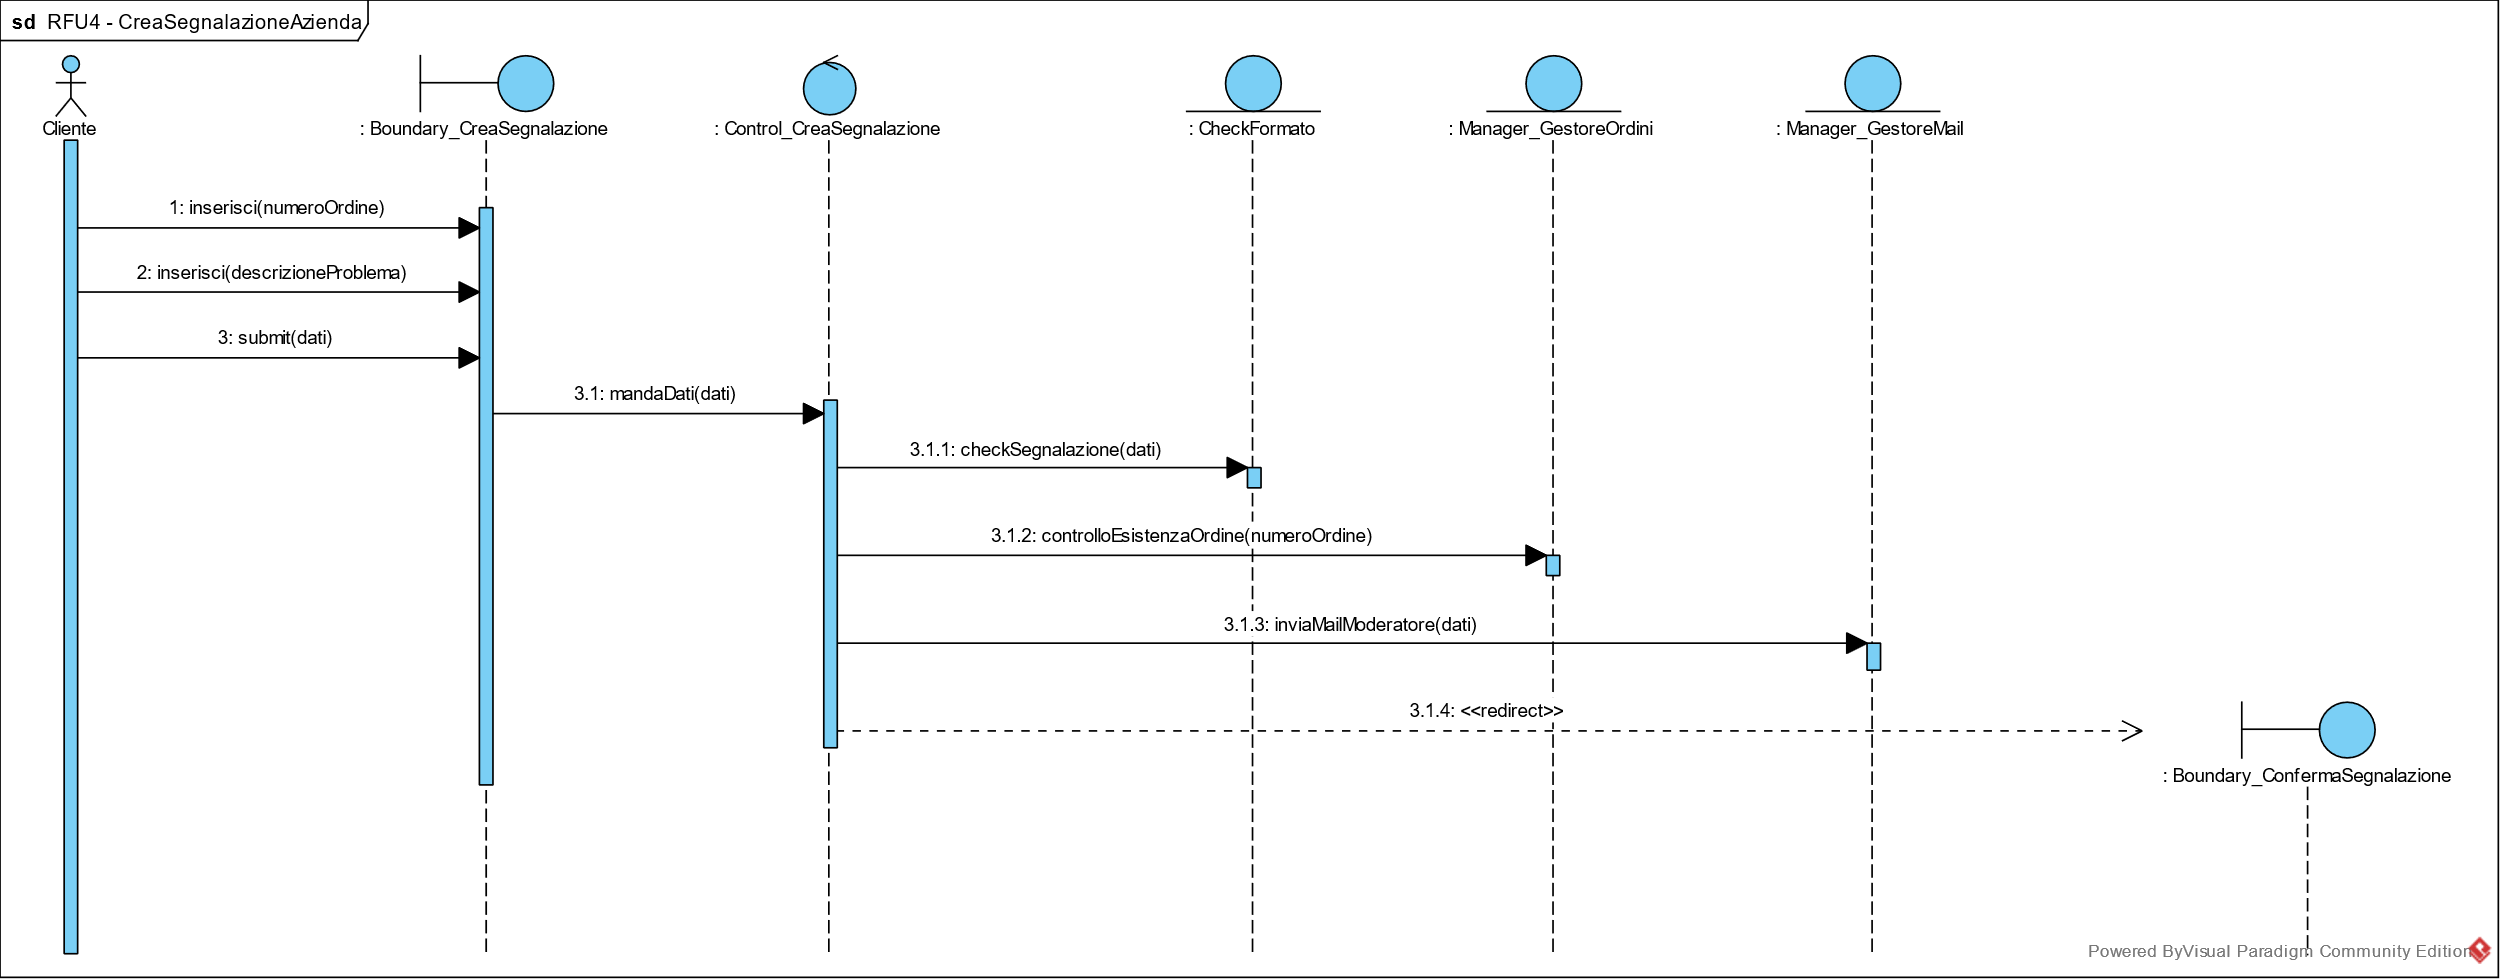 sd RFU4 - CreaSegnalazioneAzienda
Cliente
: Boundary_CreaSegnalazione
: Control_CreaSegnalazione
: CheckFormato
: Manager_GestoreOrdini
: Manager_GestoreMail
1: inserisci(numeroOrdine)
2: inserisci(descrizioneProblema)
3: submit(dati)
3.1: mandaDati(dati)
3.1.1: checkSegnalazione(dati)
3.1.2: controlloEsistenzaOrdine(numeroOrdine)
3.1.3: inviaMailModeratore(dati)
3.1.4: <<redirect>>
: Boundary_ConfermaSegnalazione
Powered ByVisual Paradigm Community Edition